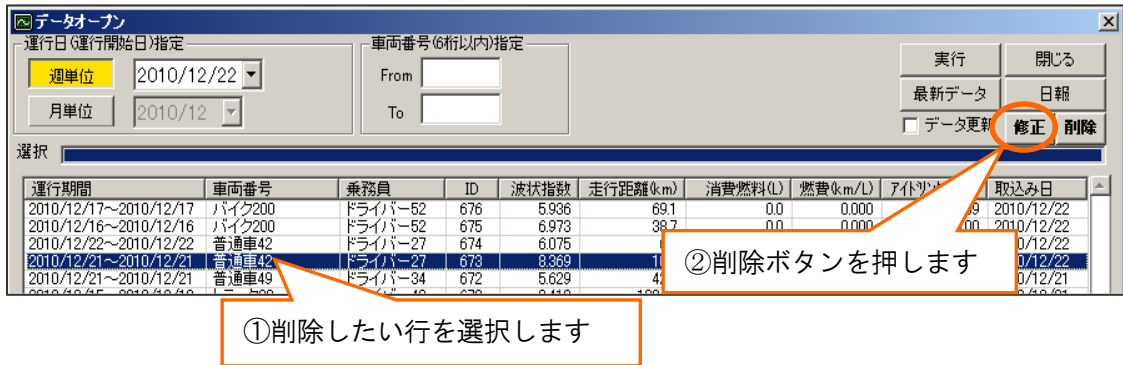 データオープン
運行日(運行開始日)指定
週単位 2010/12/22
月単位 2010/12
車両番号(6桁以内)指定
From
To
実行 閉じる
最新データ 日報
データ更新 修正 削除
選択
運行期間 車両番号 乗務員 ID 波状指数 走行距離(km) 消費燃料(L) 燃費(km/L) 取込み日
2010/12/17～2010/12/17 バイク200 ドライバー52 676 5.936 69.1 0.0 0.000 2010/12/22
2010/12/16～2010/12/16 バイク200 ドライバー52 675 6.973 38.7 0.0 0.000 2010/12/22
2010/12/22～2010/12/22 普通車42 ドライバー27 674 6.075
2010/12/21～2010/12/21 普通車42 ドライバー27 673 8.369
2010/12/21～2010/12/21 普通車49 ドライバー34 672 5.629
②削除ボタンを押します
①削除したい行を選択します